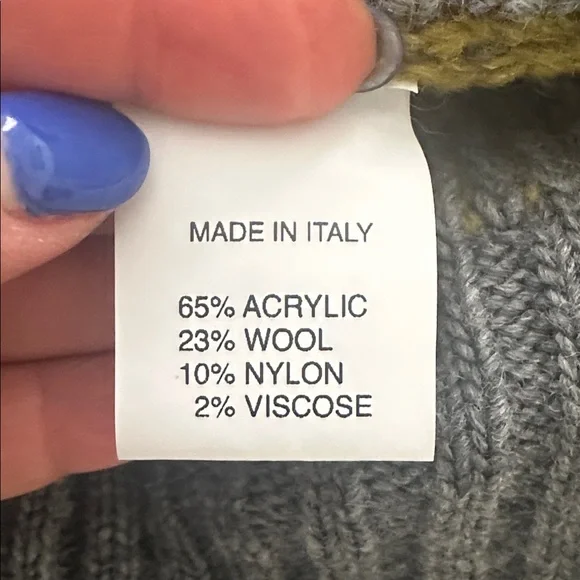 MADE IN ITALY
65% ACRYLIC
23% WOOL
10% NYLON
2% VISCOSE